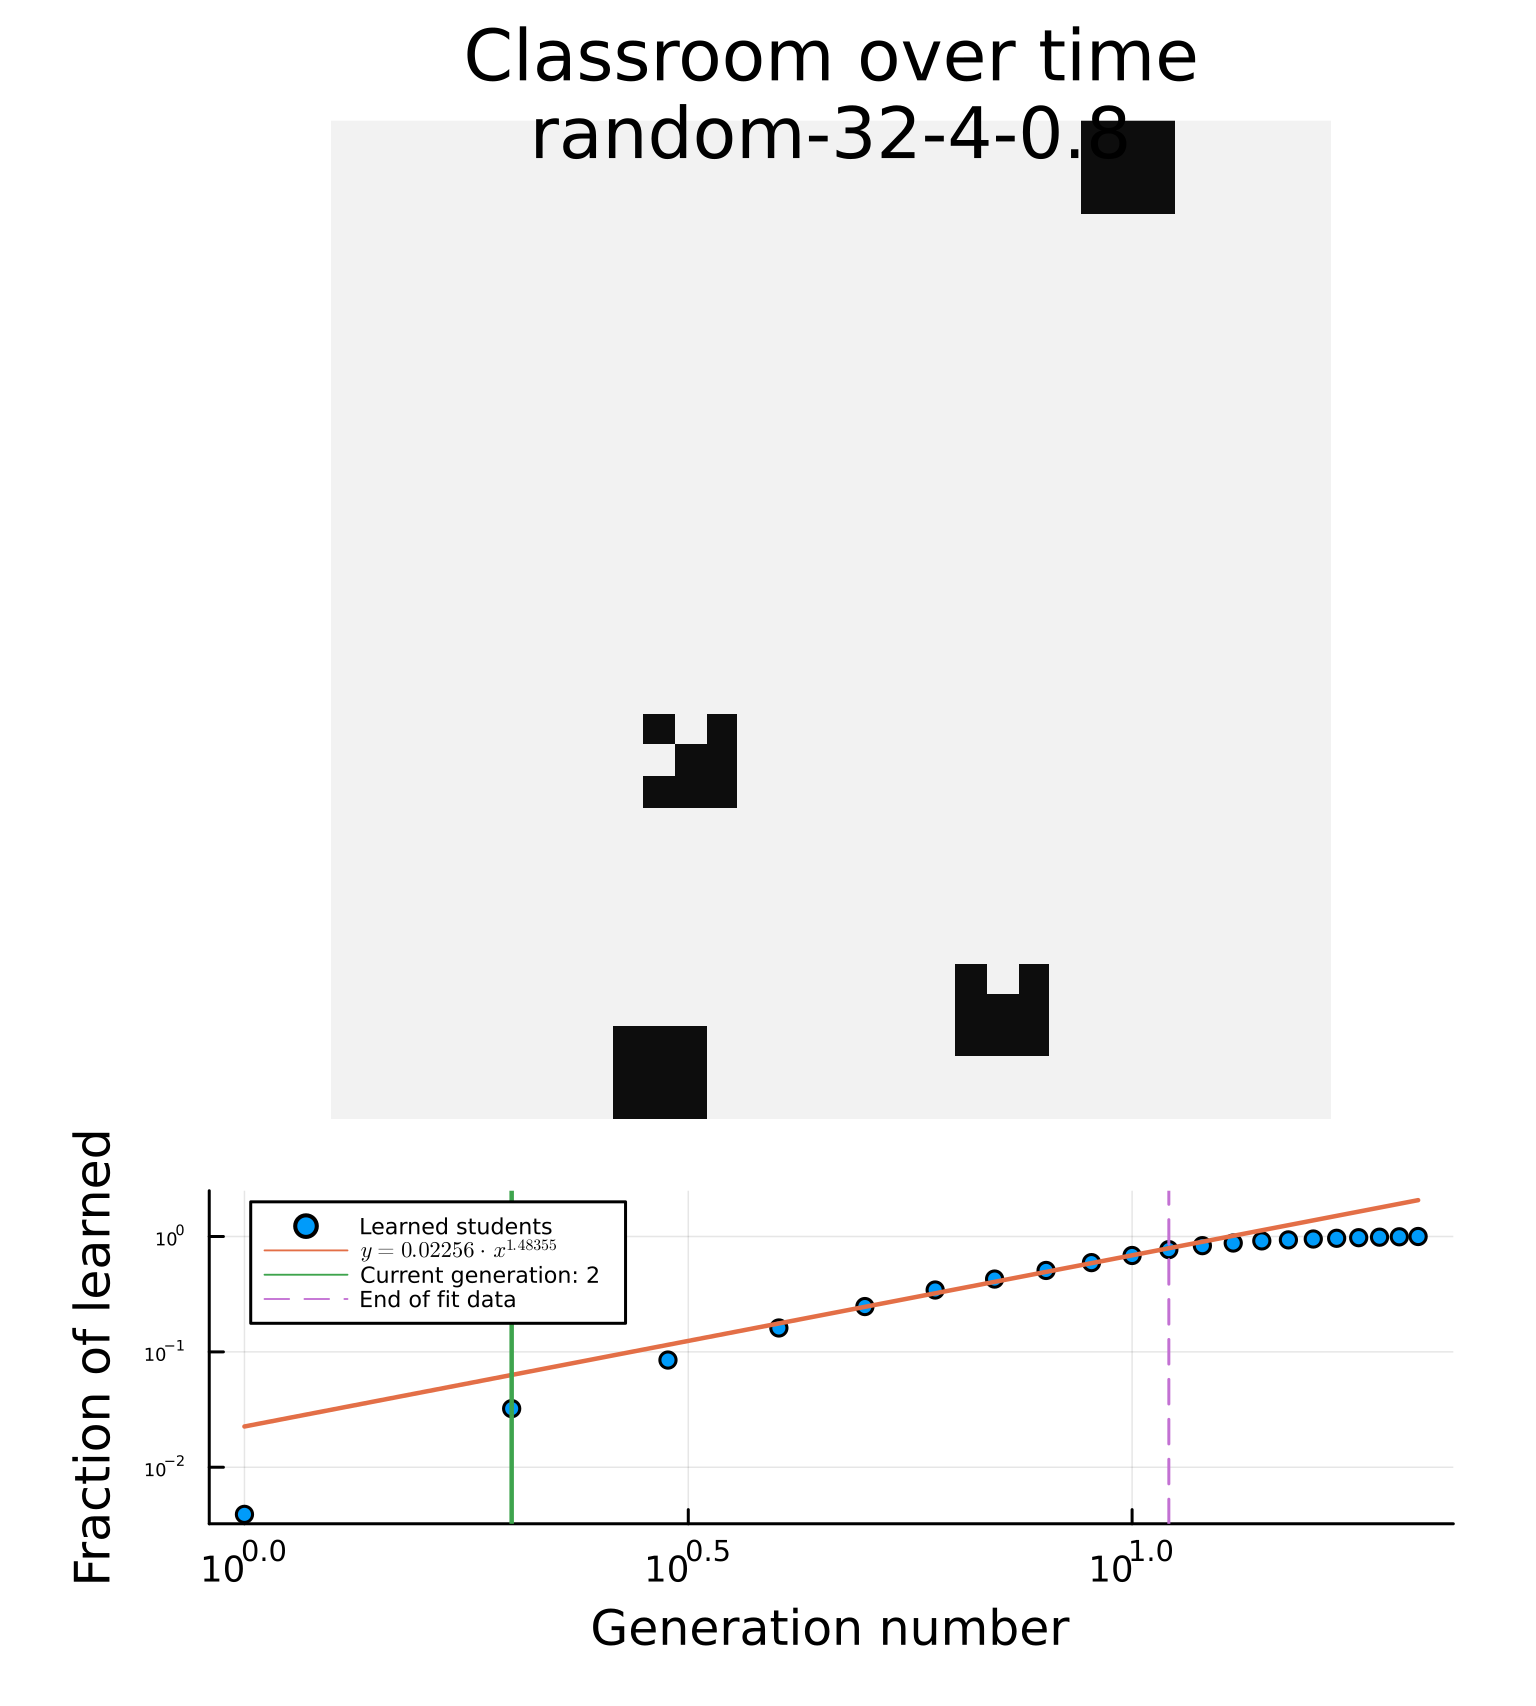 Classroom over time
random-32-4-0.8
Fraction of learned
10^0
10^−1
10^−2
Learned students
y = 0.02256 · x^1.48355
Current generation: 2
End of fit data
10^0.0
10^0.5
10^1.0
Generation number